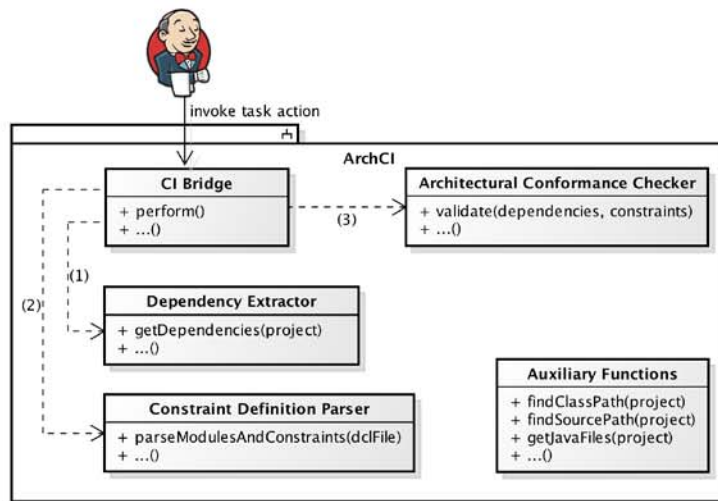 invoke task action
ArchCI
CI Bridge
+ perform()
+ ...()
(3)
Architectural Conformance Checker
+ validate(dependencies, constraints)
+ ...()
(1)
(2)
Dependency Extractor
+ getDependencies(project)
+ ...()
Constraint Definition Parser
+ parseModulesAndConstraints(dclFile)
+ ...()
Auxiliary Functions
+ findClassPath(project)
+ findSourcePath(project)
+ getJavaFiles(project)
+ ...()